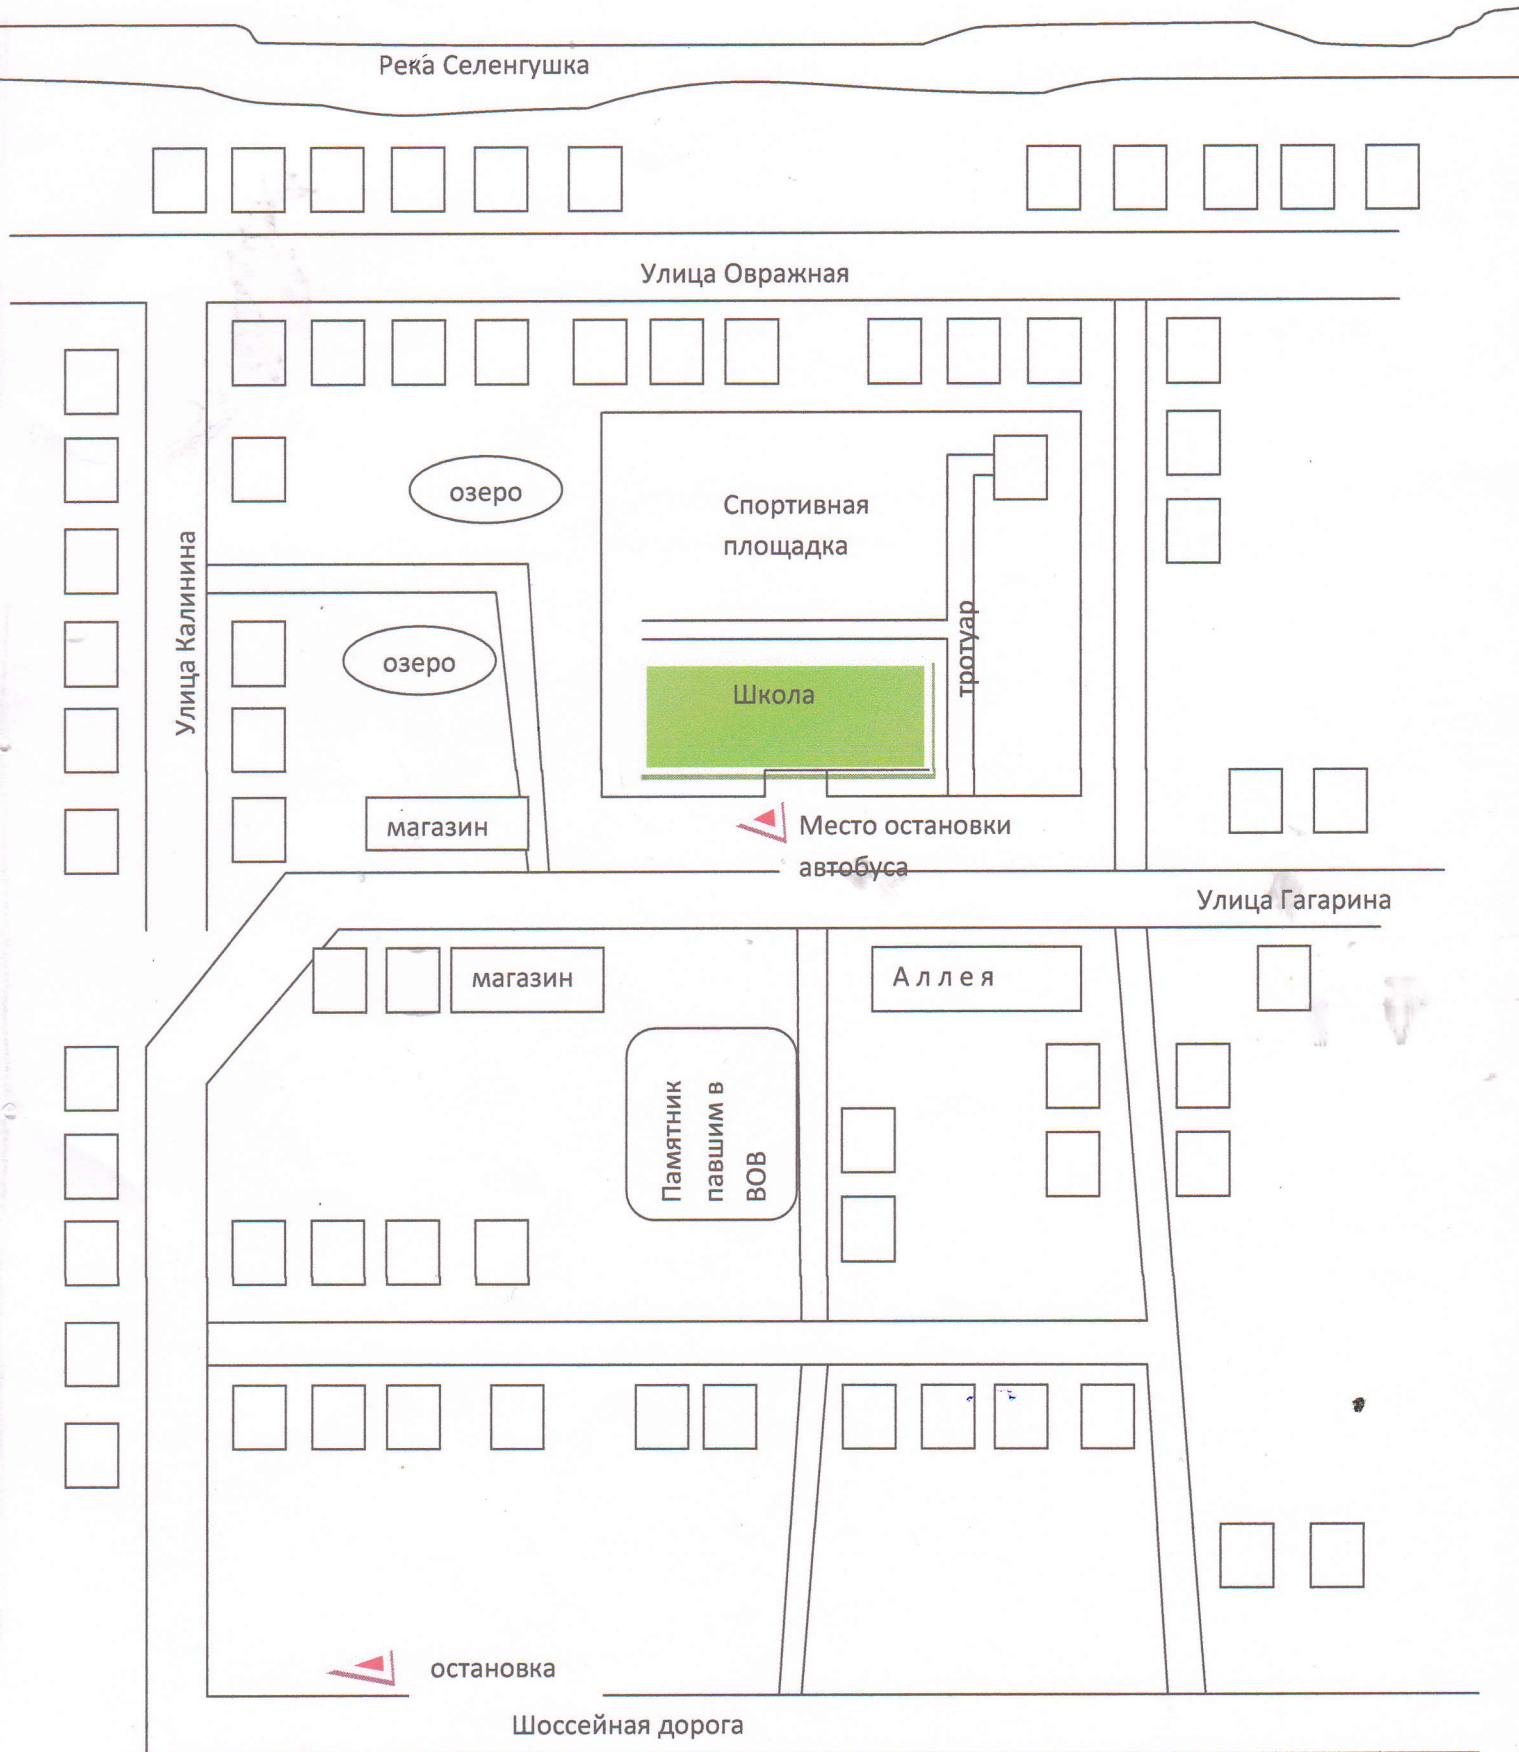 Река Селенгушка
Улица Овражная
озеро
Спортивная
площадка
Улица Калинина
тротуар
озеро
Школа
магазин
Место остановки
автобуса
Улица Гагарина
магазин
Аллея
Памятник
павшим в
ВОВ
остановка
Шоссейная дорога